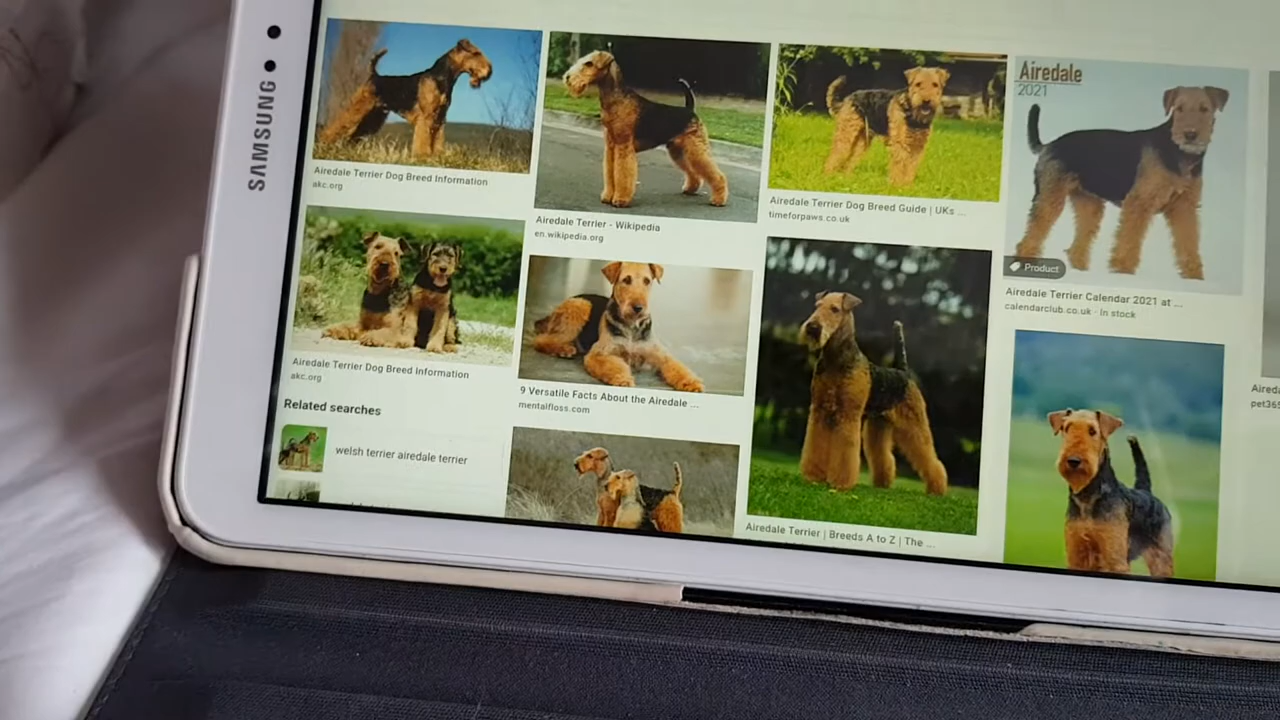 SAMSUNG
Airedale Terrier Dog Breed Information
akc.org
Airedale Terrier - Wikipedia
en.wikipedia.org
Airedale Terrier Dog Breed Guide | UKs ...
timeforpaws.co.uk
Airedale
2021
Product
Airedale Terrier Calendar 2021 at ...
calendarclub.co.uk - In stock
Airedale Terrier Dog Breed Information
akc.org
9 Versatile Facts About the Airedale ...
mentalfloss.com
Airedale Terrier | Breeds A to Z | The ...
Related searches
welsh terrier airedale terrier